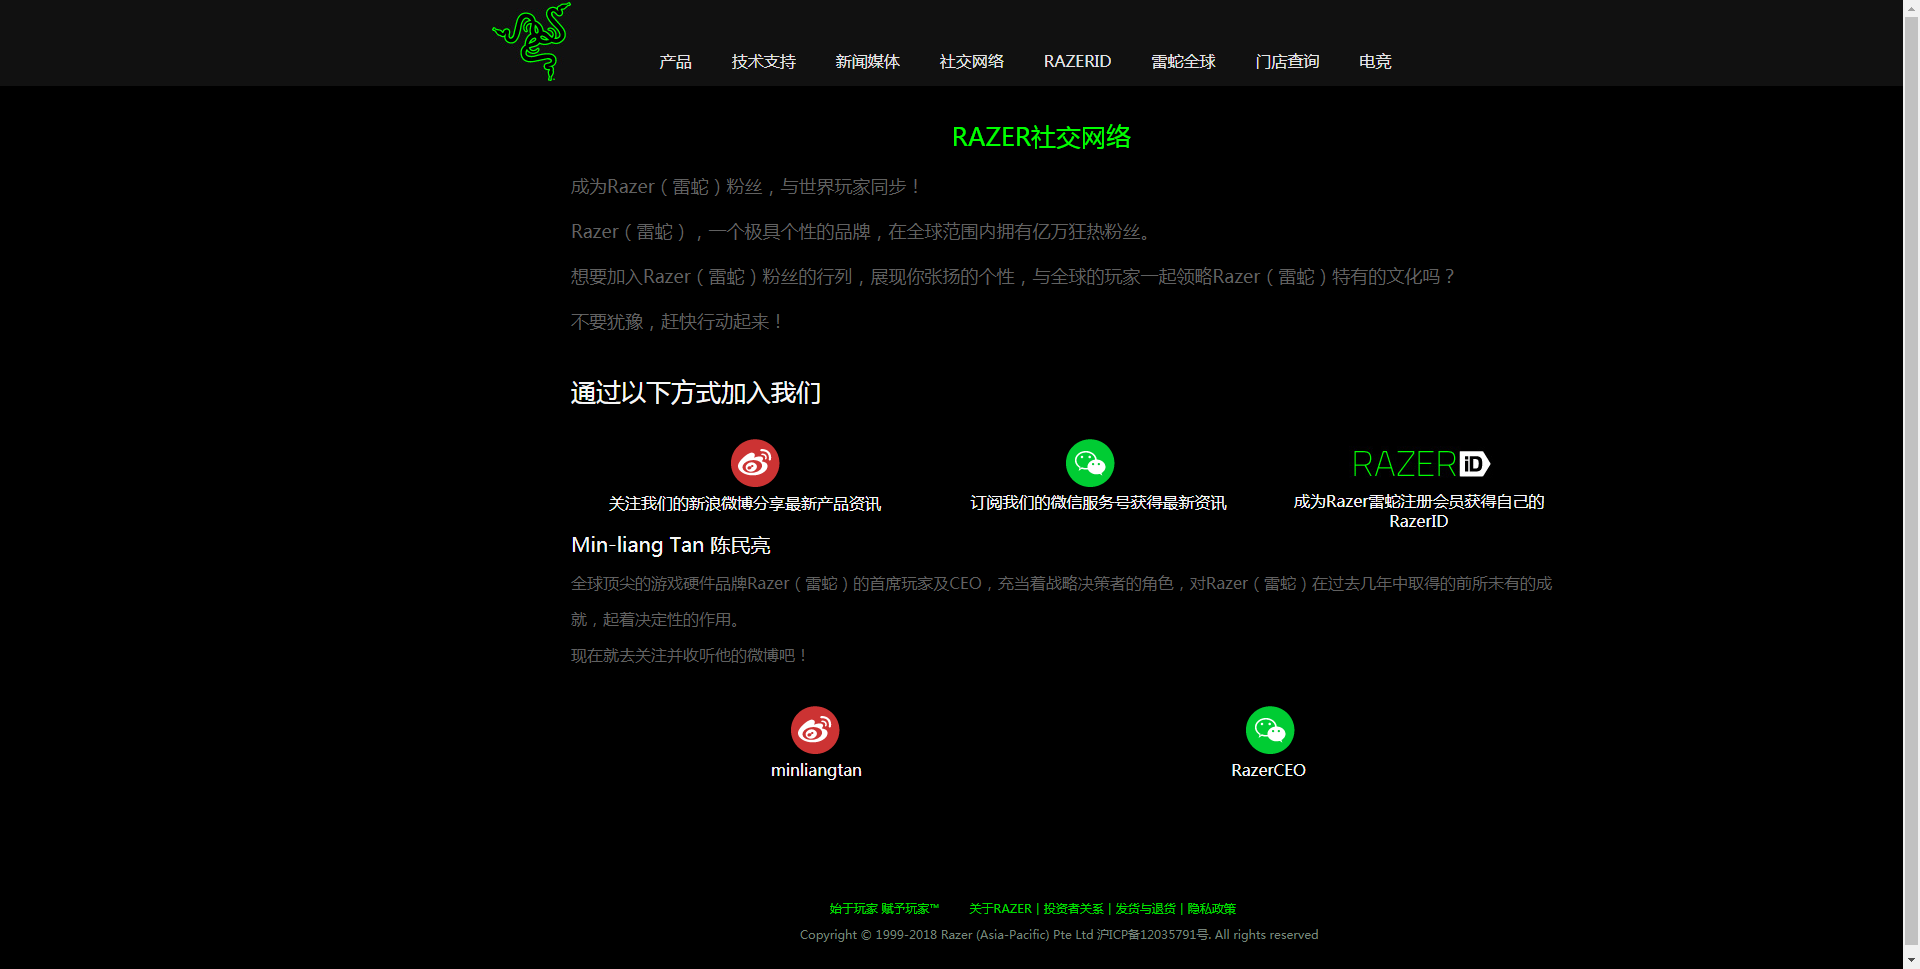 产品 技术支持 新闻媒体 社交网络 RAZERID 雷蛇全球 门店查询 电竞
RAZER社交网络
成为Razer（雷蛇）粉丝，与世界玩家同步！
Razer（雷蛇），一个极具个性的品牌，在全球范围内拥有亿万狂热粉丝。
想要加入Razer（雷蛇）粉丝的行列，展现你张扬的个性，与全球的玩家一起领略Razer（雷蛇）特有的文化吗？
不要犹豫，赶快行动起来！
通过以下方式加入我们
RAZER iD
关注我们的新浪微博分享最新产品资讯
订阅我们的微信服务号获得最新资讯
成为Razer雷蛇注册会员获得自己的
RazerID
Min-liang Tan 陈民亮
全球顶尖的游戏硬件品牌Razer（雷蛇）的首席玩家及CEO，充当着战略决策者的角色，对Razer（雷蛇）在过去几年中取得的前所未有的成
就，起着决定性的作用。
现在就去关注并收听他的微博吧！
minliangtan
RazerCEO
始于玩家 赋予玩家™ 关于RAZER | 投资者关系 | 发货与退货 | 隐私政策
Copyright © 1999-2018 Razer (Asia-Pacific) Pte Ltd 沪ICP备12035791号. All rights reserved